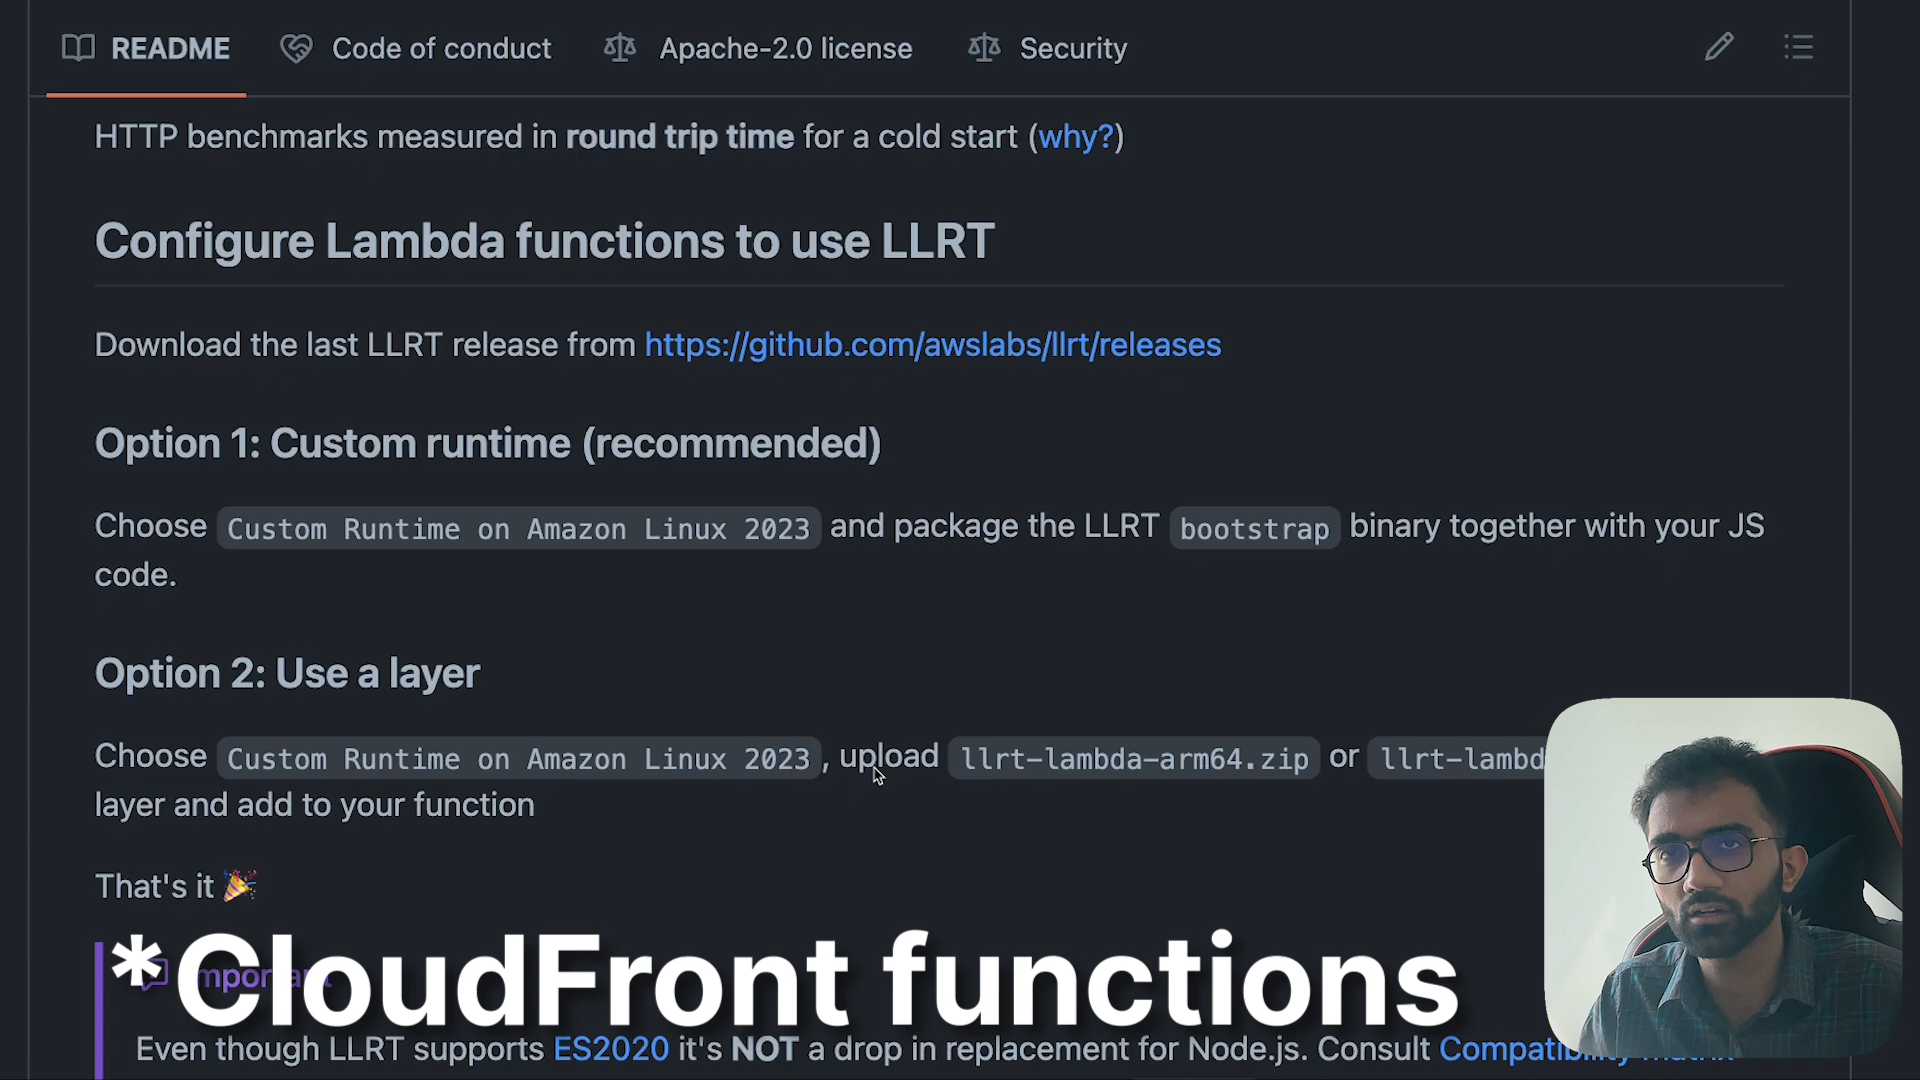 README Code of conduct Apache-2.0 license Security
HTTP benchmarks measured in round trip time for a cold start (why?)
Configure Lambda functions to use LLRT
Download the last LLRT release from https://github.com/awslabs/llrt/releases
Option 1: Custom runtime (recommended)
Choose Custom Runtime on Amazon Linux 2023 and package the LLRT bootstrap binary together with your JS
code.
Option 2: Use a layer
Choose Custom Runtime on Amazon Linux 2023, upload llrt-lambda-arm64.zip or llrt-lambd
layer and add to your function
That's it 🎉
Important
*CloudFront functions
Even though LLRT supports ES2020 it's NOT a drop in replacement for Node.js. Consult Compatibility matrix